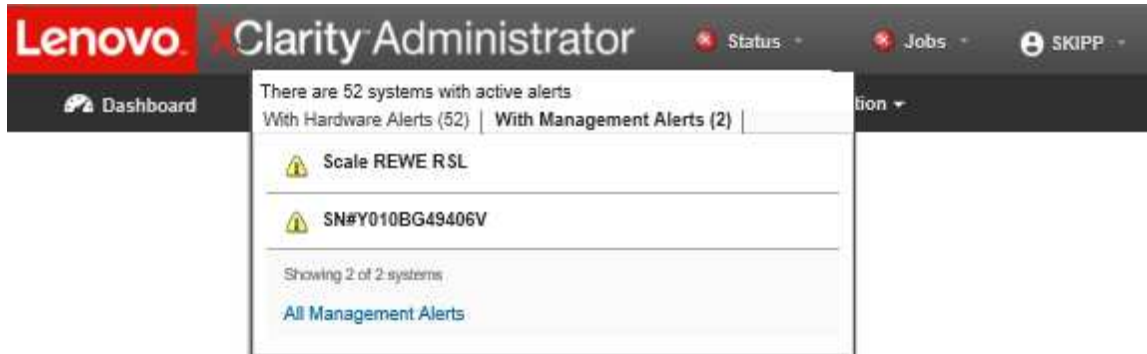 Lenovo. XClarity Administrator Status Jobs SKIPP
Dashboard
There are 52 systems with active alerts
With Hardware Alerts (52) | With Management Alerts (2) |
tion
Scale REWE RSL
SN#Y010BG49406V
Showing 2 of 2 systems
All Management Alerts